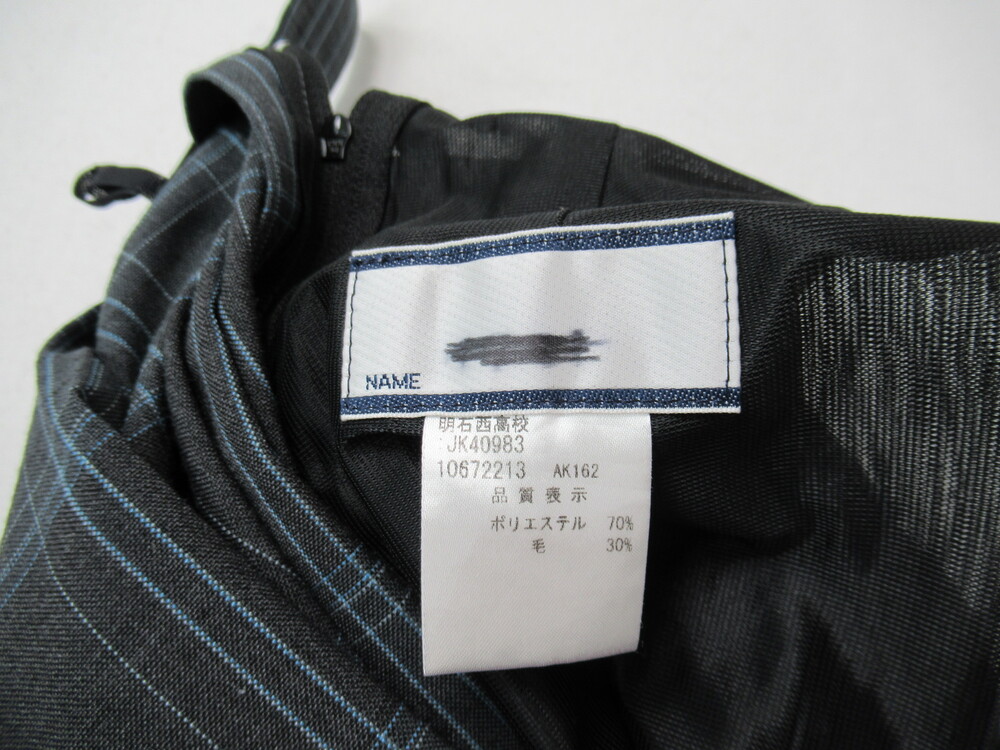 NAME
明石西高校
JK40983
10672213 AK162
品質表示
ポリエステル 70%
毛 30%